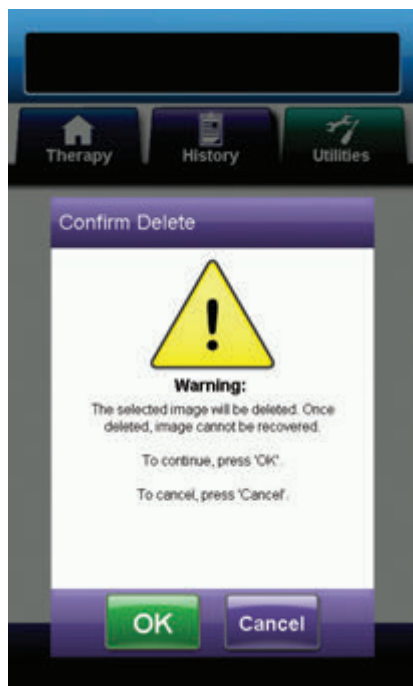 Therapy History Utilities
Confirm Delete
Warning:
The selected image will be deleted. Once
deleted, image cannot be recovered.
To continue, press 'OK'.
To cancel, press 'Cancel'.
OK Cancel